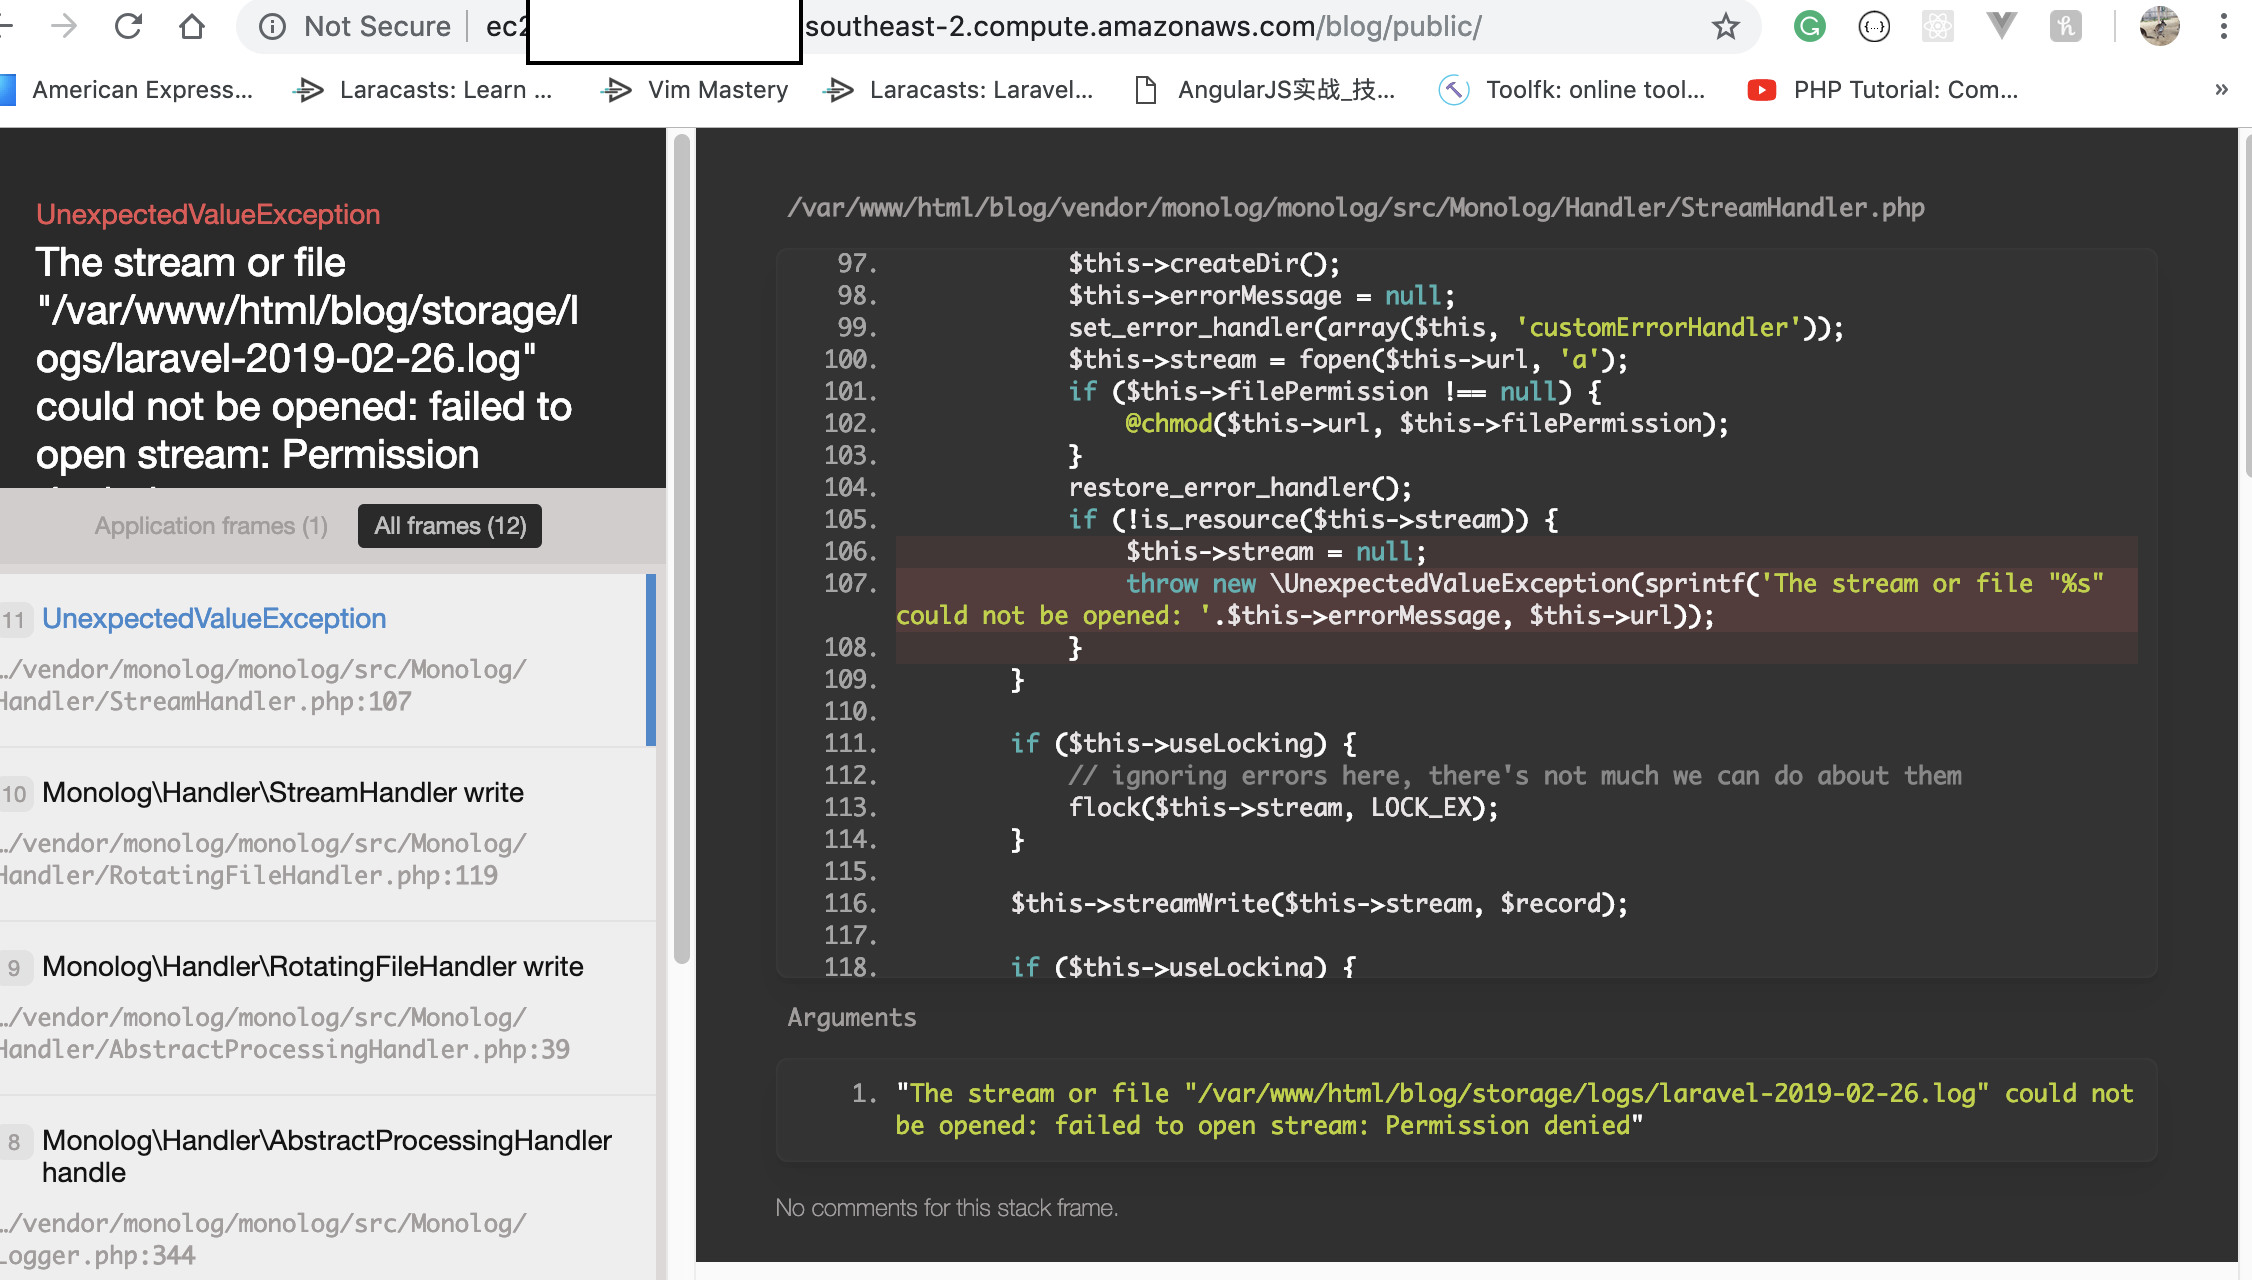 Not Secure
ec2
southeast-2.compute.amazonaws.com/blog/public/
American Express...
Laracasts: Learn ...
Vim Mastery
Laracasts: Laravel...
AngularJS实战_技...
Toolfk: online tool...
PHP Tutorial: Com...
»
UnexpectedValueException
The stream or file
"/var/www/html/blog/storage/l
ogs/laravel-2019-02-26.log"
could not be opened: failed to
open stream: Permission
Application frames (1)
All frames (12)
11 UnexpectedValueException
…/vendor/monolog/monolog/src/Monolog/
Handler/StreamHandler.php:107
10 Monolog\Handler\StreamHandler write
…/vendor/monolog/monolog/src/Monolog/
Handler/RotatingFileHandler.php:119
9 Monolog\Handler\RotatingFileHandler write
…/vendor/monolog/monolog/src/Monolog/
Handler/AbstractProcessingHandler.php:39
8 Monolog\Handler\AbstractProcessingHandler
handle
…/vendor/monolog/monolog/src/Monolog/
Logger.php:344
/var/www/html/blog/vendor/monolog/monolog/src/Monolog/Handler/StreamHandler.php
97. $this->createDir();
98. $this->errorMessage = null;
99. set_error_handler(array($this, 'customErrorHandler'));
100. $this->stream = fopen($this->url, 'a');
101. if ($this->filePermission !== null) {
102. @chmod($this->url, $this->filePermission);
103. }
104. restore_error_handler();
105. if (!is_resource($this->stream)) {
106. $this->stream = null;
107. throw new \UnexpectedValueException(sprintf('The stream or file "%s"
could not be opened: '.$this->errorMessage, $this->url));
108. }
109. }
110.
111. if ($this->useLocking) {
112. // ignoring errors here, there's not much we can do about them
113. flock($this->stream, LOCK_EX);
114. }
115.
116. $this->streamWrite($this->stream, $record);
117.
118. if ($this->useLocking) {
Arguments
1. "The stream or file "/var/www/html/blog/storage/logs/laravel-2019-02-26.log" could not
be opened: failed to open stream: Permission denied"
No comments for this stack frame.